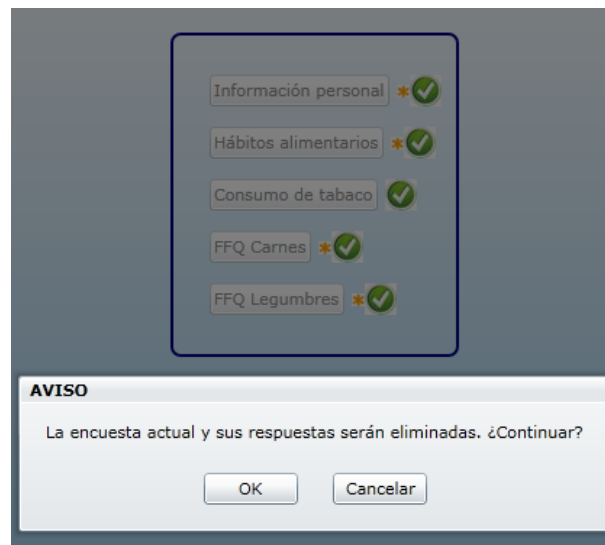 Información personal
Hábitos alimentarios
Consumo de tabaco
FFQ Carnes
FFQ Legumbres
AVISO
La encuesta actual y sus respuestas serán eliminadas. ¿Continuar?
OK Cancelar